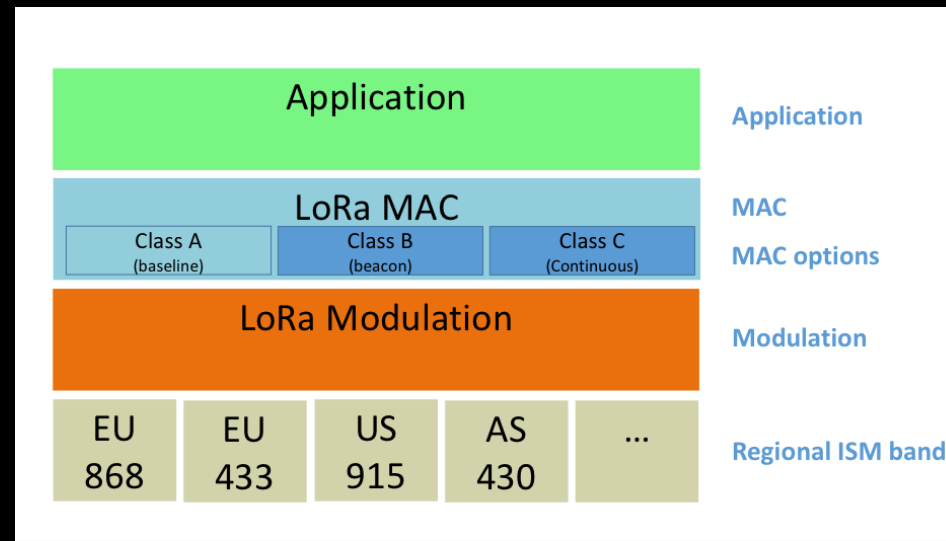 Application
Application
LoRa MAC
MAC
Class A
(baseline)
Class B
(beacon)
Class C
(Continuous)
MAC options
LoRa Modulation
Modulation
EU
868
EU
433
US
915
AS
430
...
Regional ISM band